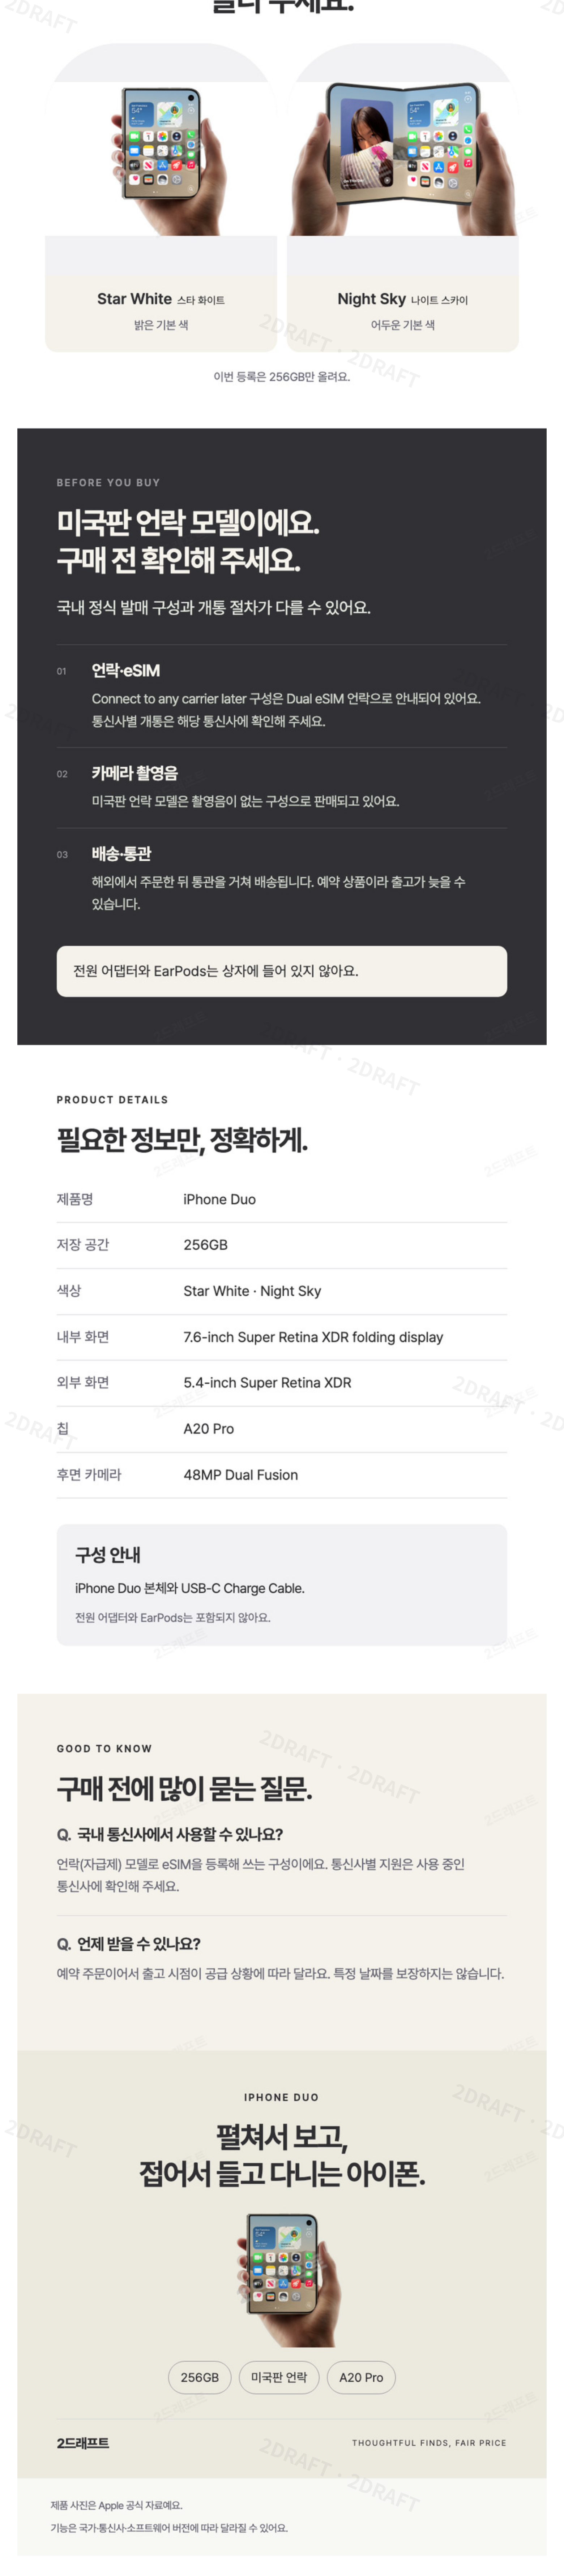 골라 주세요.
Star White 스타 화이트
밝은 기본 색
Night Sky 나이트 스카이
어두운 기본 색
이번 등록은 256GB만 올려요.
BEFORE YOU BUY
미국판 언락 모델이에요.
구매 전 확인해 주세요.
국내 정식 발매 구성과 개통 절차가 다를 수 있어요.
01 언락·eSIM
Connect to any carrier later 구성은 Dual eSIM 언락으로 안내되어 있어요.
통신사별 개통은 해당 통신사에 확인해 주세요.
02 카메라 촬영음
미국판 언락 모델은 촬영음이 없는 구성으로 판매되고 있어요.
03 배송·통관
해외에서 주문한 뒤 통관을 거쳐 배송됩니다. 예약 상품이라 출고가 늦을 수
있습니다.
전원 어댑터와 EarPods는 상자에 들어 있지 않아요.
PRODUCT DETAILS
필요한 정보만, 정확하게.
제품명 iPhone Duo
저장 공간 256GB
색상 Star White · Night Sky
내부 화면 7.6-inch Super Retina XDR folding display
외부 화면 5.4-inch Super Retina XDR
칩 A20 Pro
후면 카메라 48MP Dual Fusion
구성 안내
iPhone Duo 본체와 USB-C Charge Cable.
전원 어댑터와 EarPods는 포함되지 않아요.
GOOD TO KNOW
구매 전에 많이 묻는 질문.
Q. 국내 통신사에서 사용할 수 있나요?
언락(자급제) 모델로 eSIM을 등록해 쓰는 구성이에요. 통신사별 지원은 사용 중인
통신사에 확인해 주세요.
Q. 언제 받을 수 있나요?
예약 주문이어서 출고 시점이 공급 상황에 따라 달라요. 특정 날짜를 보장하지는 않습니다.
IPHONE DUO
펼쳐서 보고,
접어서 들고 다니는 아이폰.
256GB 미국판 언락 A20 Pro
2드래프트 THOUGHTFUL FINDS, FAIR PRICE
제품 사진은 Apple 공식 자료예요.
기능은 국가·통신사·소프트웨어 버전에 따라 달라질 수 있어요.
2DRAFT · 2DRAFT